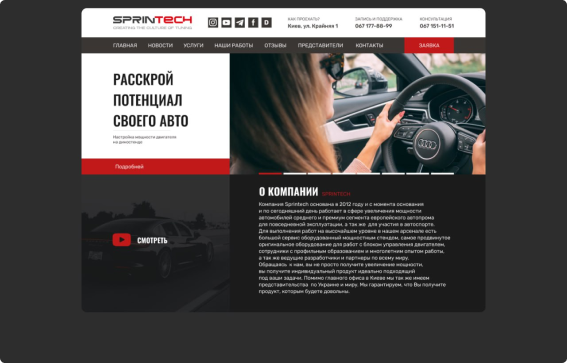 SPRINTECH
CREATING THE CULTURE OF TUNING
КАК ПРОЕХАТЬ?
Киев, ул. Крайняя 1
ЗАПИСЬ И ПОДДЕРЖКА
067 177-88-99
КОНСУЛЬТАЦИЯ
067 151-11-51
ГЛАВНАЯ НОВОСТИ УСЛУГИ НАШИ РАБОТЫ ОТЗЫВЫ ПРЕДСТАВИТЕЛИ КОНТАКТЫ ЗАЯВКА
РАССКРОЙ
ПОТЕНЦИАЛ
СВОЕГО АВТО
Настройка мощности двигателя
на диностенде
Подробней
СМОТРЕТЬ
О КОМПАНИИ SPRINTECH
Компания Sprintech основана в 2012 году и с момента основания
и по сегодняшний день работает в сфере увеличения мощности
автомобилей среднего и премиум сегмента европейского автопрома
для повседневной эксплуатации, а так же для участия в автоспорте.
Для выполнения работ на высшейем уровне в нашем арсенале есть
большой сервис оборудованный мощностным стендом, самое продвинутое
оригинальное оборудование для работ с блоком управления двигателем,
сотрудники с профильным образованием и многолетним опытом работы,
а так же ведущие разработчики и партнеры по всему миру.
Обращаясь к нам, вы не просто получите увеличение мощности,
вы получите индивидуальный продукт идеально подходящий
под ваши задачи. Помимо главного офиса в Киеве мы так же имеем
представительства по Украине и миру. Мы гарантируем, что Вы получите
продукт, которым будете довольны.